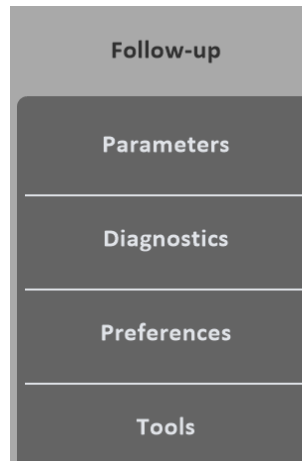 Follow-up
Parameters
Diagnostics
Preferences
Tools